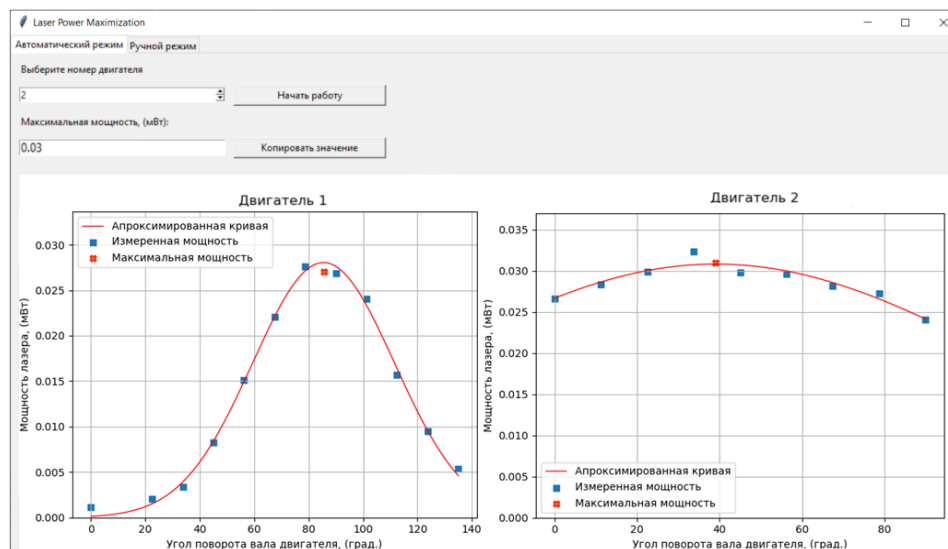 Laser Power Maximization
Автоматический режим Ручной режим
Выберите номер двигателя
2 Начать работу
Максимальная мощность, (мВт):
0.03 Копировать значение
Двигатель 1
Апроксимированная кривая
Измеренная мощность
Максимальная мощность
0.030
0.025
0.020
0.015
0.010
0.005
0.000
Мощность лазера, (мВт)
0 20 40 60 80 100 120 140
Угол поворота вала двигателя, (град.)
Двигатель 2
0.035
0.030
0.025
0.020
0.015
0.010
0.005
0.000
Мощность лазера, (мВт)
Апроксимированная кривая
Измеренная мощность
Максимальная мощность
0 20 40 60 80
Угол поворота вала двигателя, (град.)